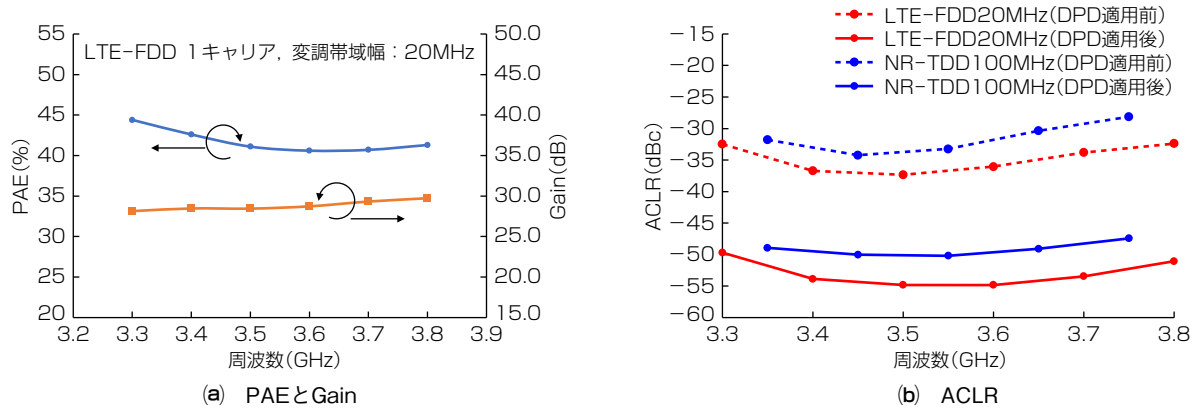 LTE-FDD 1キャリア, 変調帯域幅：20MHz
PAE(%)
55
50
45
40
35
30
25
20
50.0
45.0
40.0
35.0
30.0
25.0
20.0
15.0
Gain(dB)
3.2 3.3 3.4 3.5 3.6 3.7 3.8 3.9
周波数(GHz)
(a) PAEとGain
LTE-FDD20MHz(DPD適用前)
LTE-FDD20MHz(DPD適用後)
NR-TDD100MHz(DPD適用前)
NR-TDD100MHz(DPD適用後)
ACLR(dBc)
-15
-20
-25
-30
-35
-40
-45
-50
-55
-60
3.3 3.4 3.5 3.6 3.7 3.8
周波数(GHz)
(b) ACLR